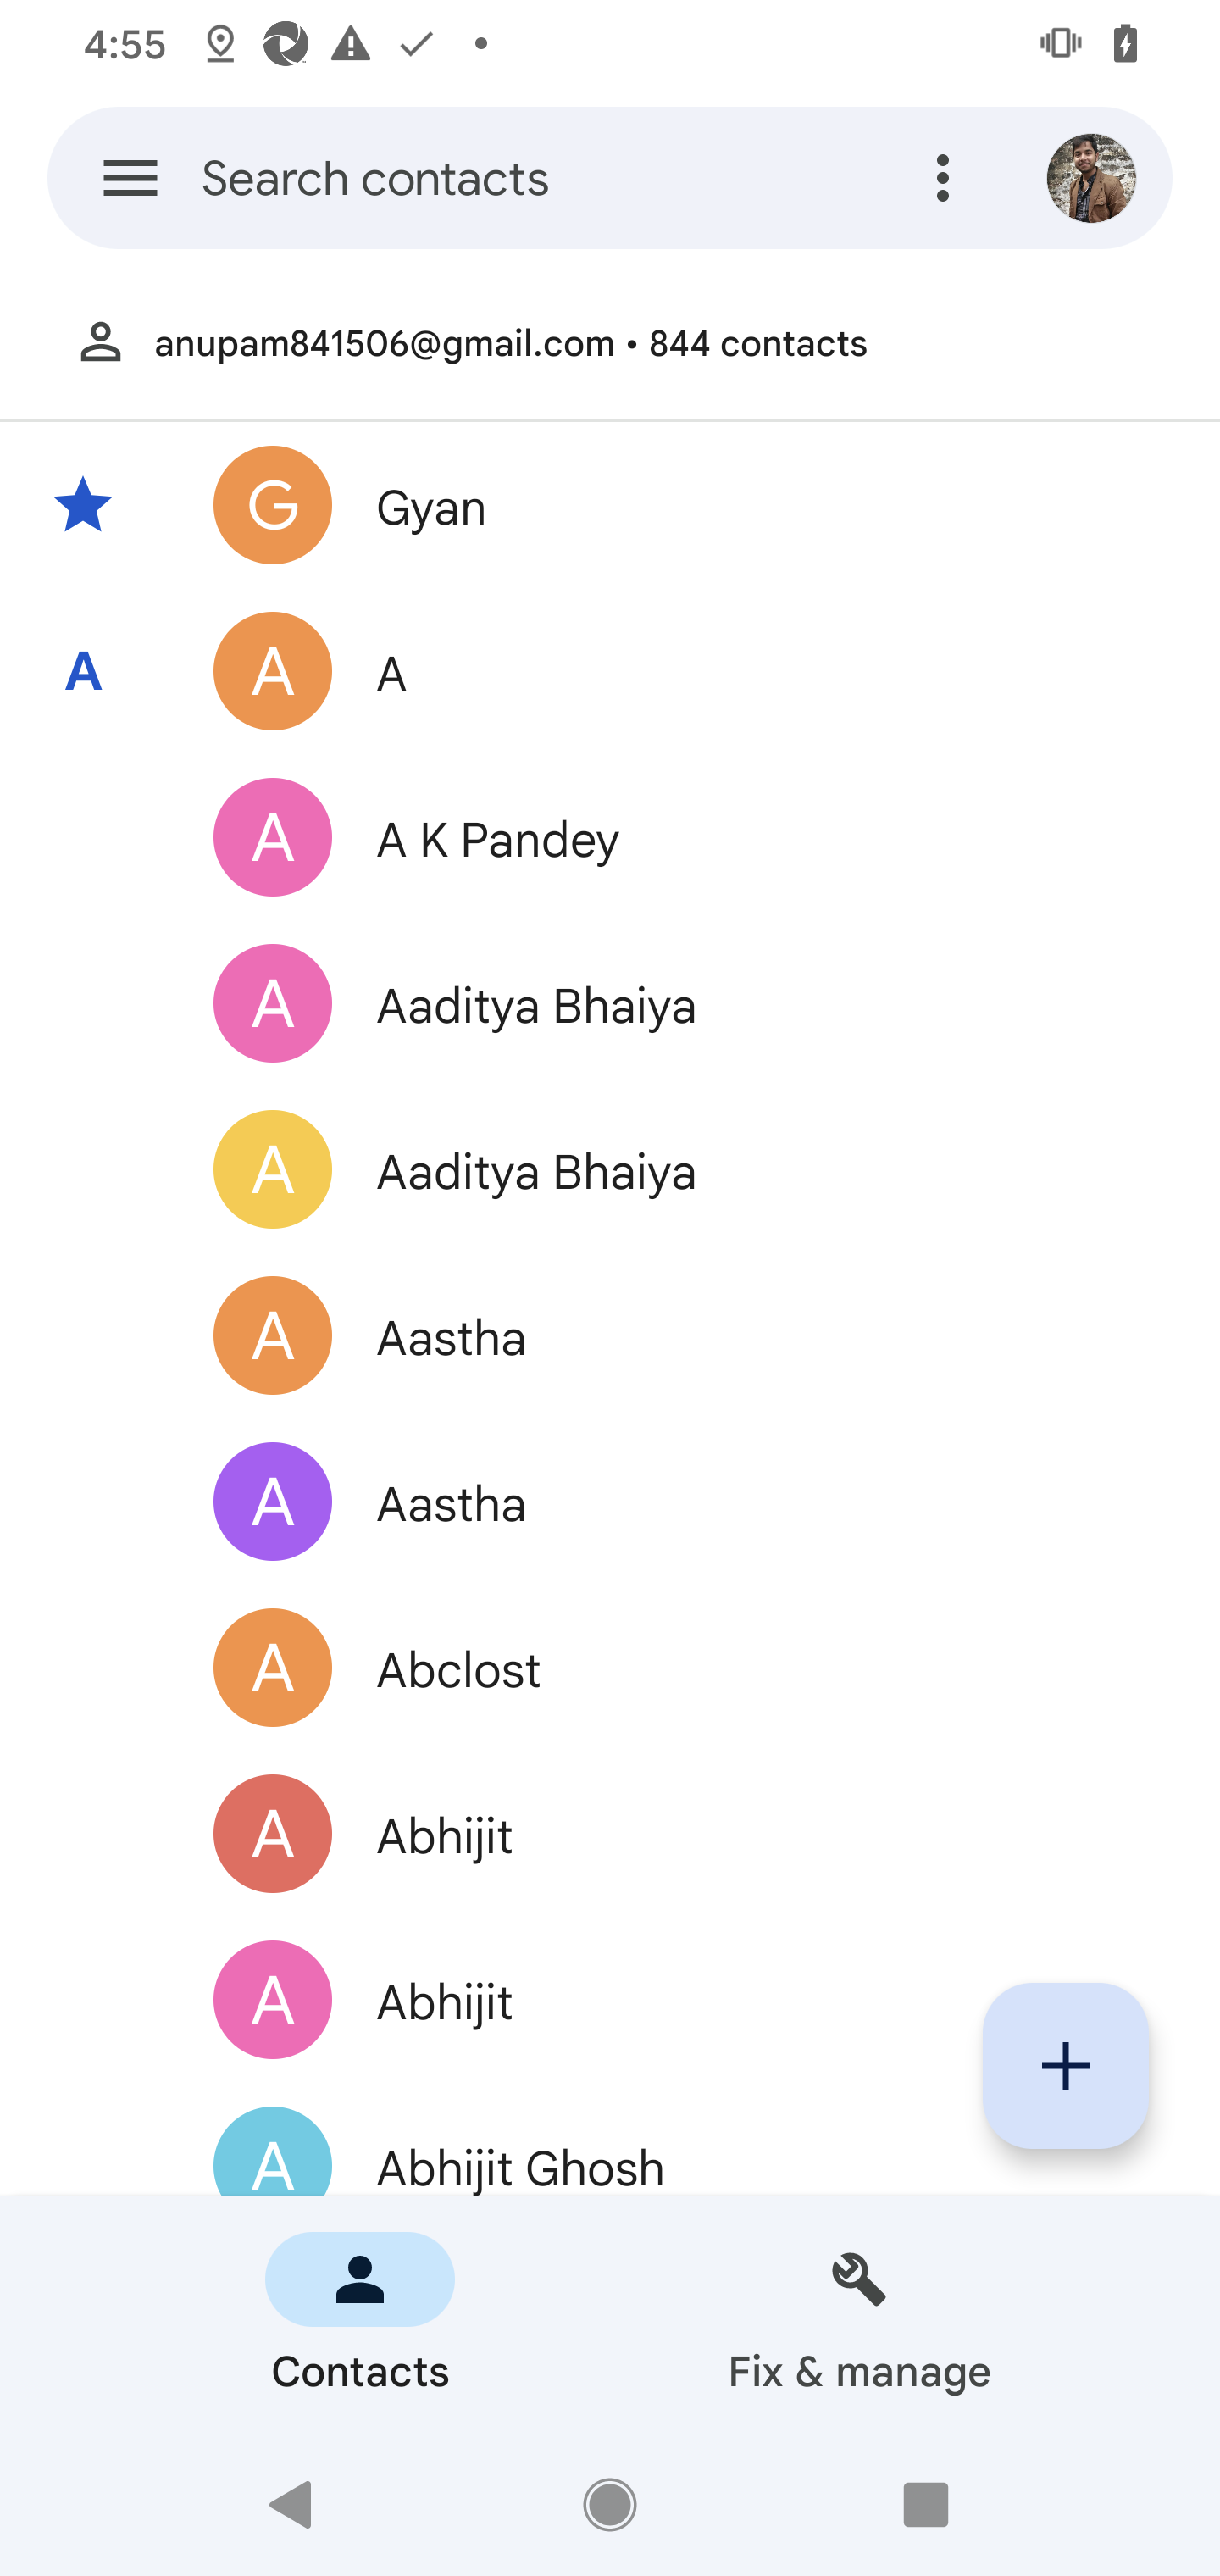 4:55
Search contacts
anupam841506@gmail.com • 844 contacts
G Gyan
A A A
A A K Pandey
A Aaditya Bhaiya
A Aaditya Bhaiya
A Aastha
A Aastha
A Abclost
A Abhijit
A Abhijit
A Abhijit Ghosh
Contacts Fix & manage